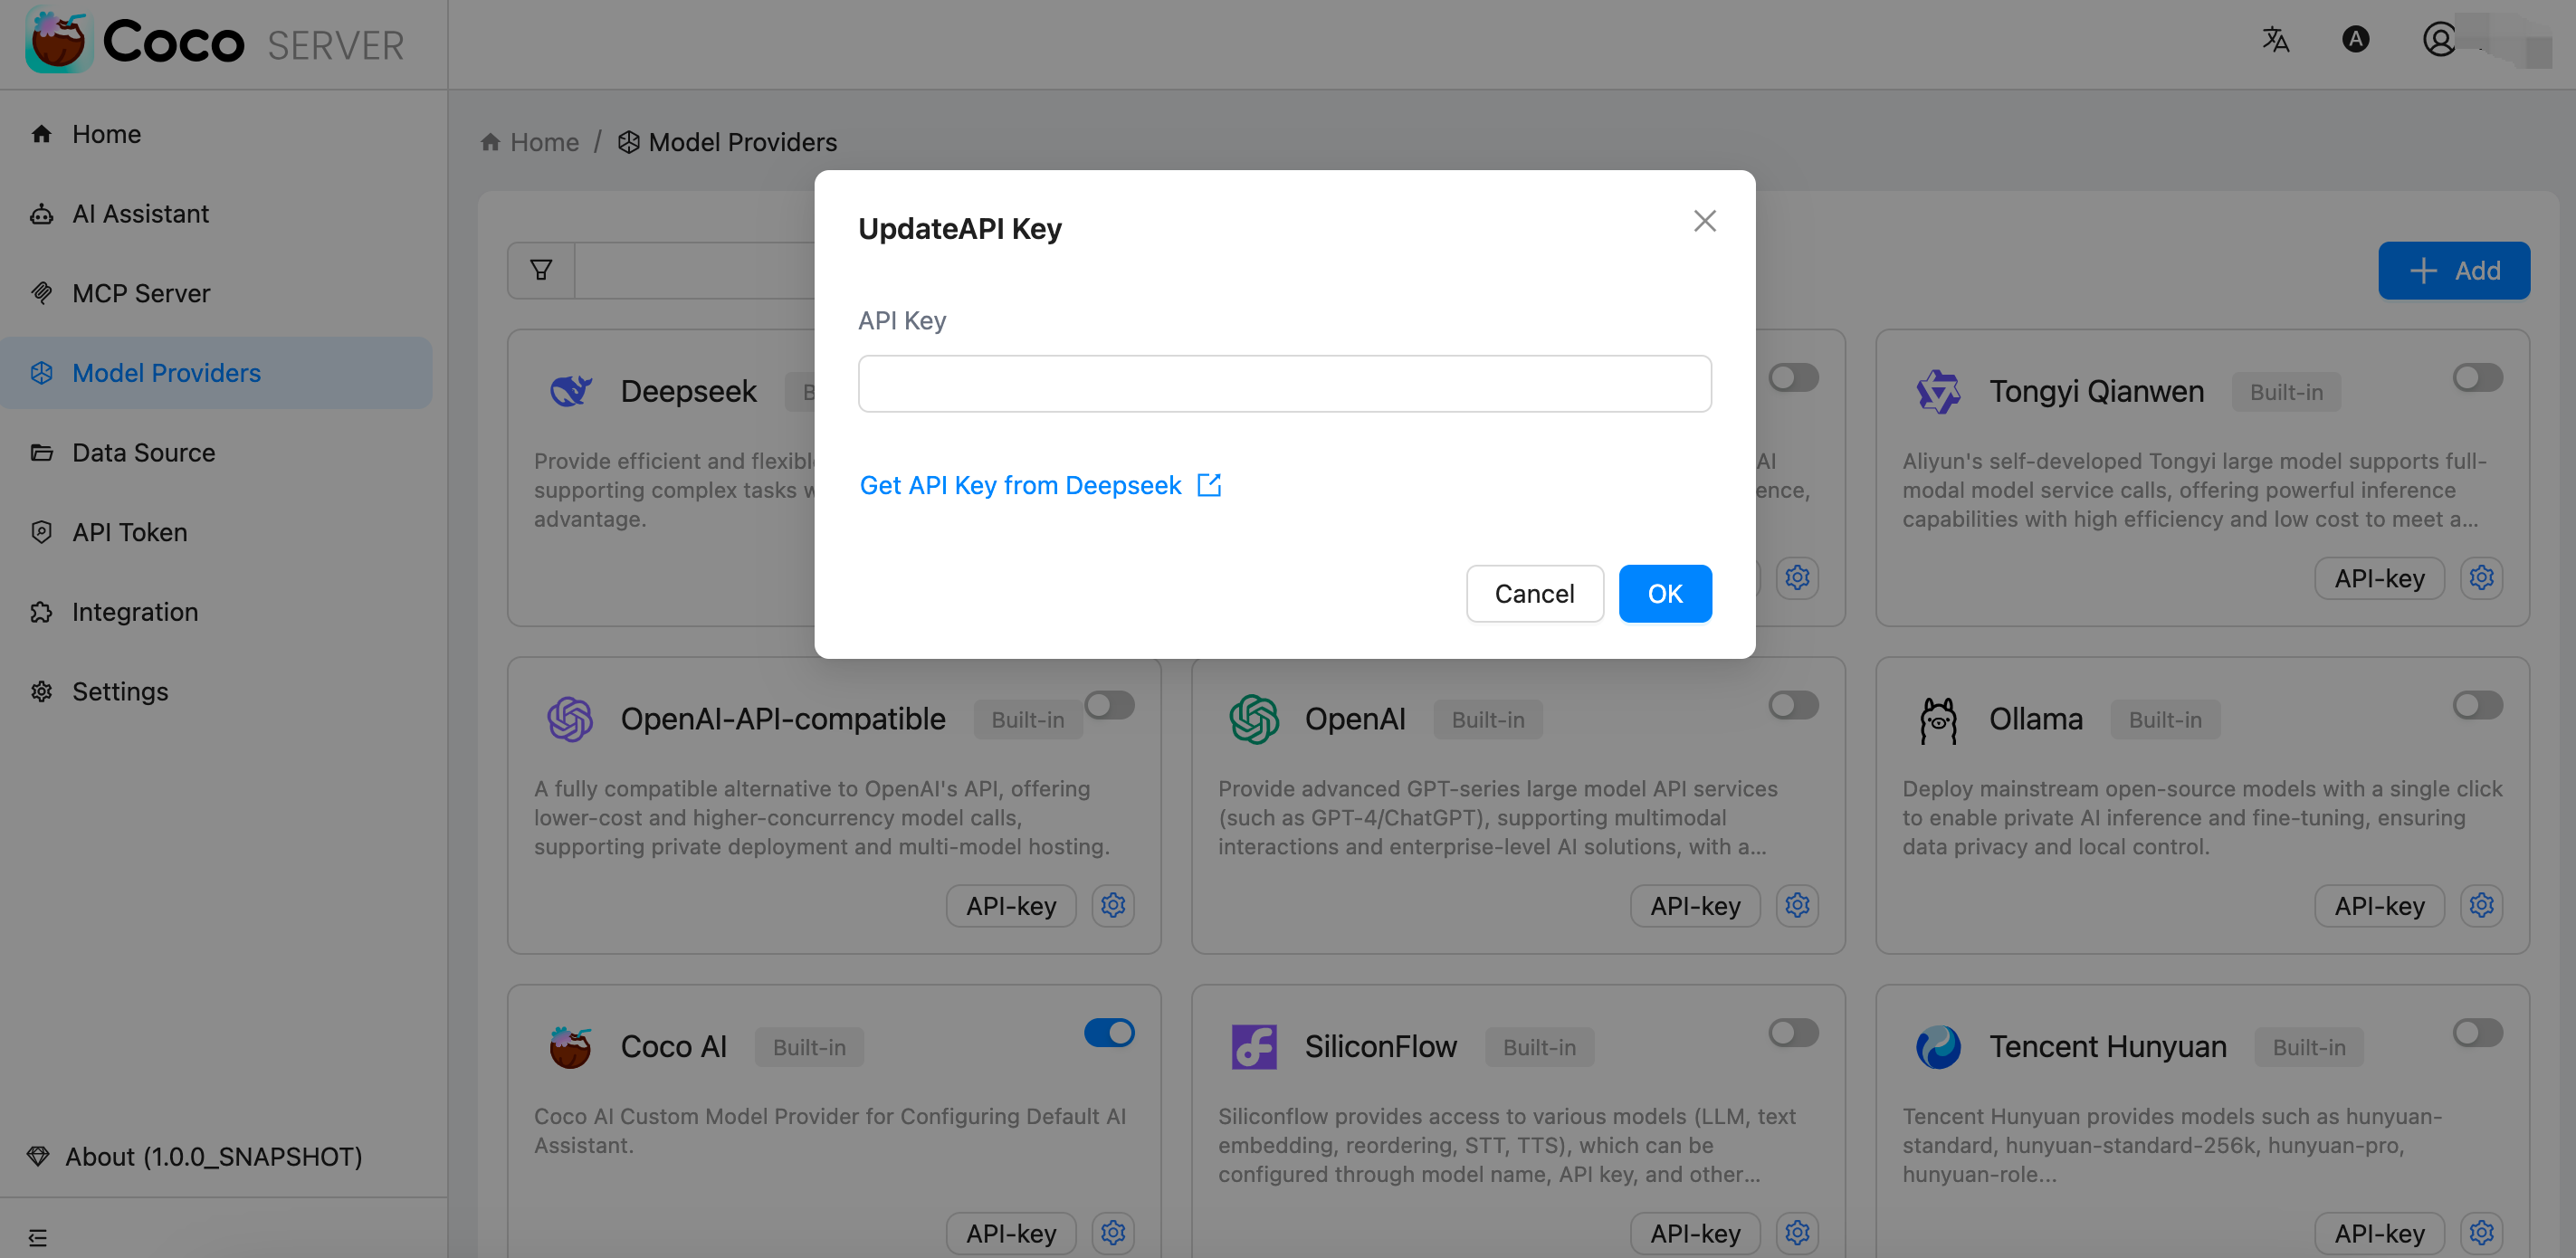 Coco SERVER
Home
AI Assistant
MCP Server
Model Providers
Data Source
API Token
Integration
Settings
About (1.0.0_SNAPSHOT)
Home / Model Providers
Add
UpdateAPI Key
API Key
Get API Key from Deepseek
Cancel OK
Deepseek
Provide efficient and
supporting complex tasks
advantage.
AI
Tongyi Qianwen Built-in
Aliyun's self-developed Tongyi large model supports full-
modal model service calls, offering powerful inference
capabilities with high efficiency and low cost to meet a...
API-key
OpenAI-API-compatible Built-in
A fully compatible alternative to OpenAI's API, offering
lower-cost and higher-concurrency model calls,
supporting private deployment and multi-model hosting.
API-key
OpenAI Built-in
Provide advanced GPT-series large model API services
(such as GPT-4/ChatGPT), supporting multimodal
interactions and enterprise-level AI solutions, with a...
API-key
Ollama Built-in
Deploy mainstream open-source models with a single click
to enable private AI inference and fine-tuning, ensuring
data privacy and local control.
API-key
Coco AI Built-in
Coco AI Custom Model Provider for Configuring Default AI
Assistant.
API-key
SiliconFlow Built-in
Siliconflow provides access to various models (LLM, text
embedding, reordering, STT, TTS), which can be
configured through model name, API key, and other...
API-key
Tencent Hunyuan Built-in
Tencent Hunyuan provides models such as hunyuan-
standard, hunyuan-standard-256k, hunyuan-pro,
hunyuan-role...
API-key